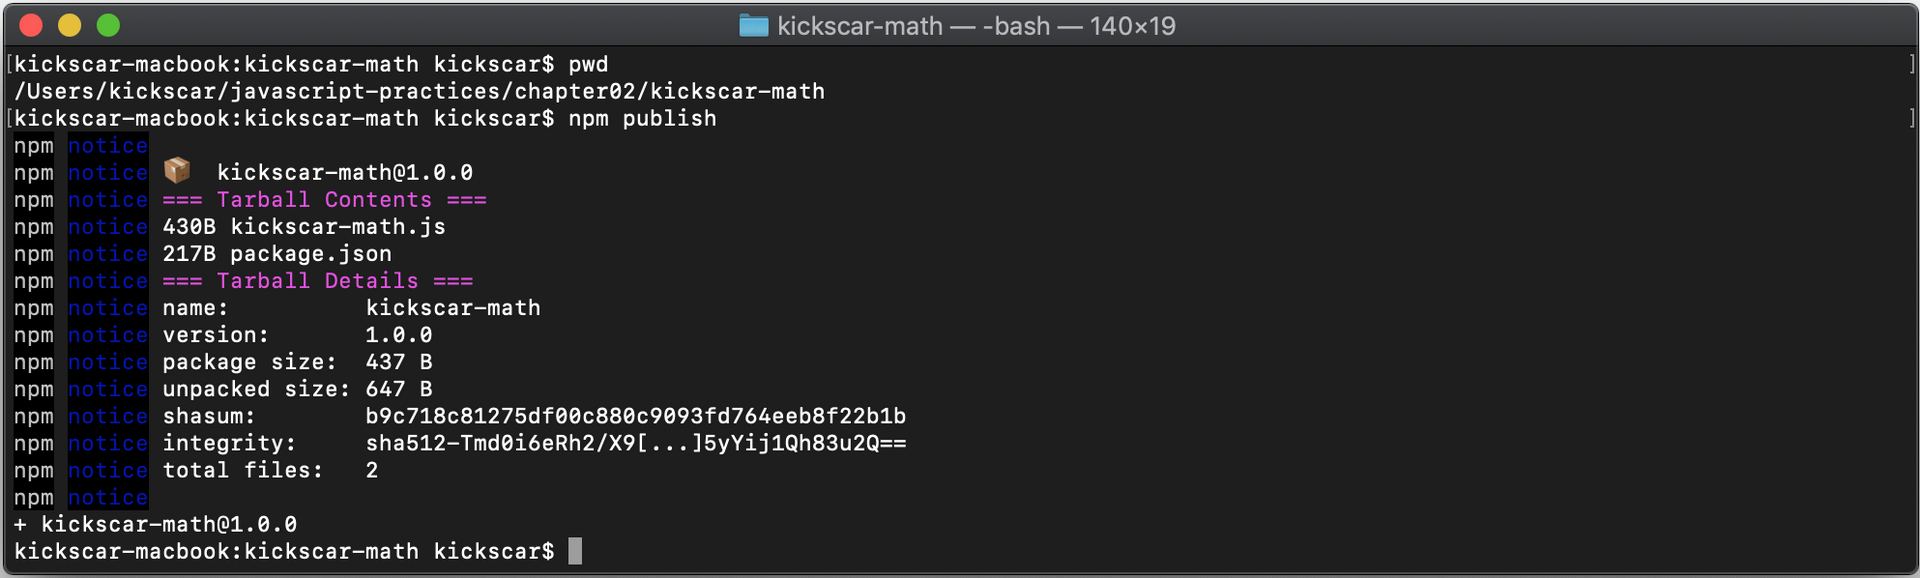 kickscar-math — -bash — 140×19
[kickscar-macbook:kickscar-math kickscar$ pwd ]
/Users/kickscar/javascript-practices/chapter02/kickscar-math
[kickscar-macbook:kickscar-math kickscar$ npm publish ]
npm notice
npm notice 📦  kickscar-math@1.0.0
npm notice === Tarball Contents ===
npm notice 430B kickscar-math.js
npm notice 217B package.json
npm notice === Tarball Details ===
npm notice name:          kickscar-math
npm notice version:       1.0.0
npm notice package size:  437 B
npm notice unpacked size: 647 B
npm notice shasum:        b9c718c81275df00c880c9093fd764eeb8f22b1b
npm notice integrity:     sha512-Tmd0i6eRh2/X9[...]5yYij1Qh83u2Q==
npm notice total files:   2
npm notice
+ kickscar-math@1.0.0
kickscar-macbook:kickscar-math kickscar$